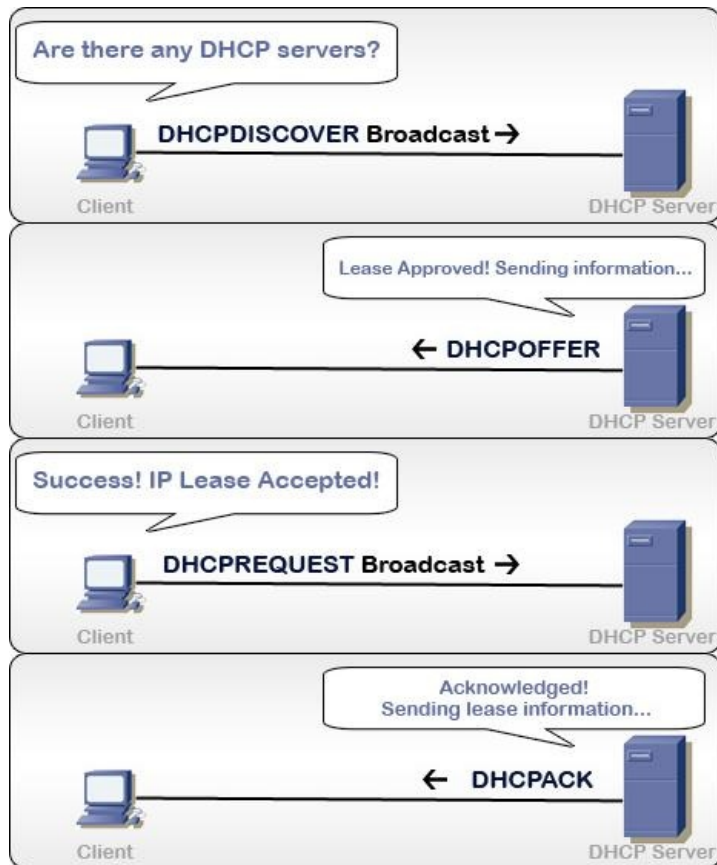 Are there any DHCP servers?
DHCPDISCOVER Broadcast →
Client
DHCP Server
Lease Approved! Sending information...
← DHCPOFFER
Client
DHCP Server
Success! IP Lease Accepted!
DHCPREQUEST Broadcast →
Client
DHCP Server
Acknowledged!
Sending lease information...
← DHCPACK
Client
DHCP Server